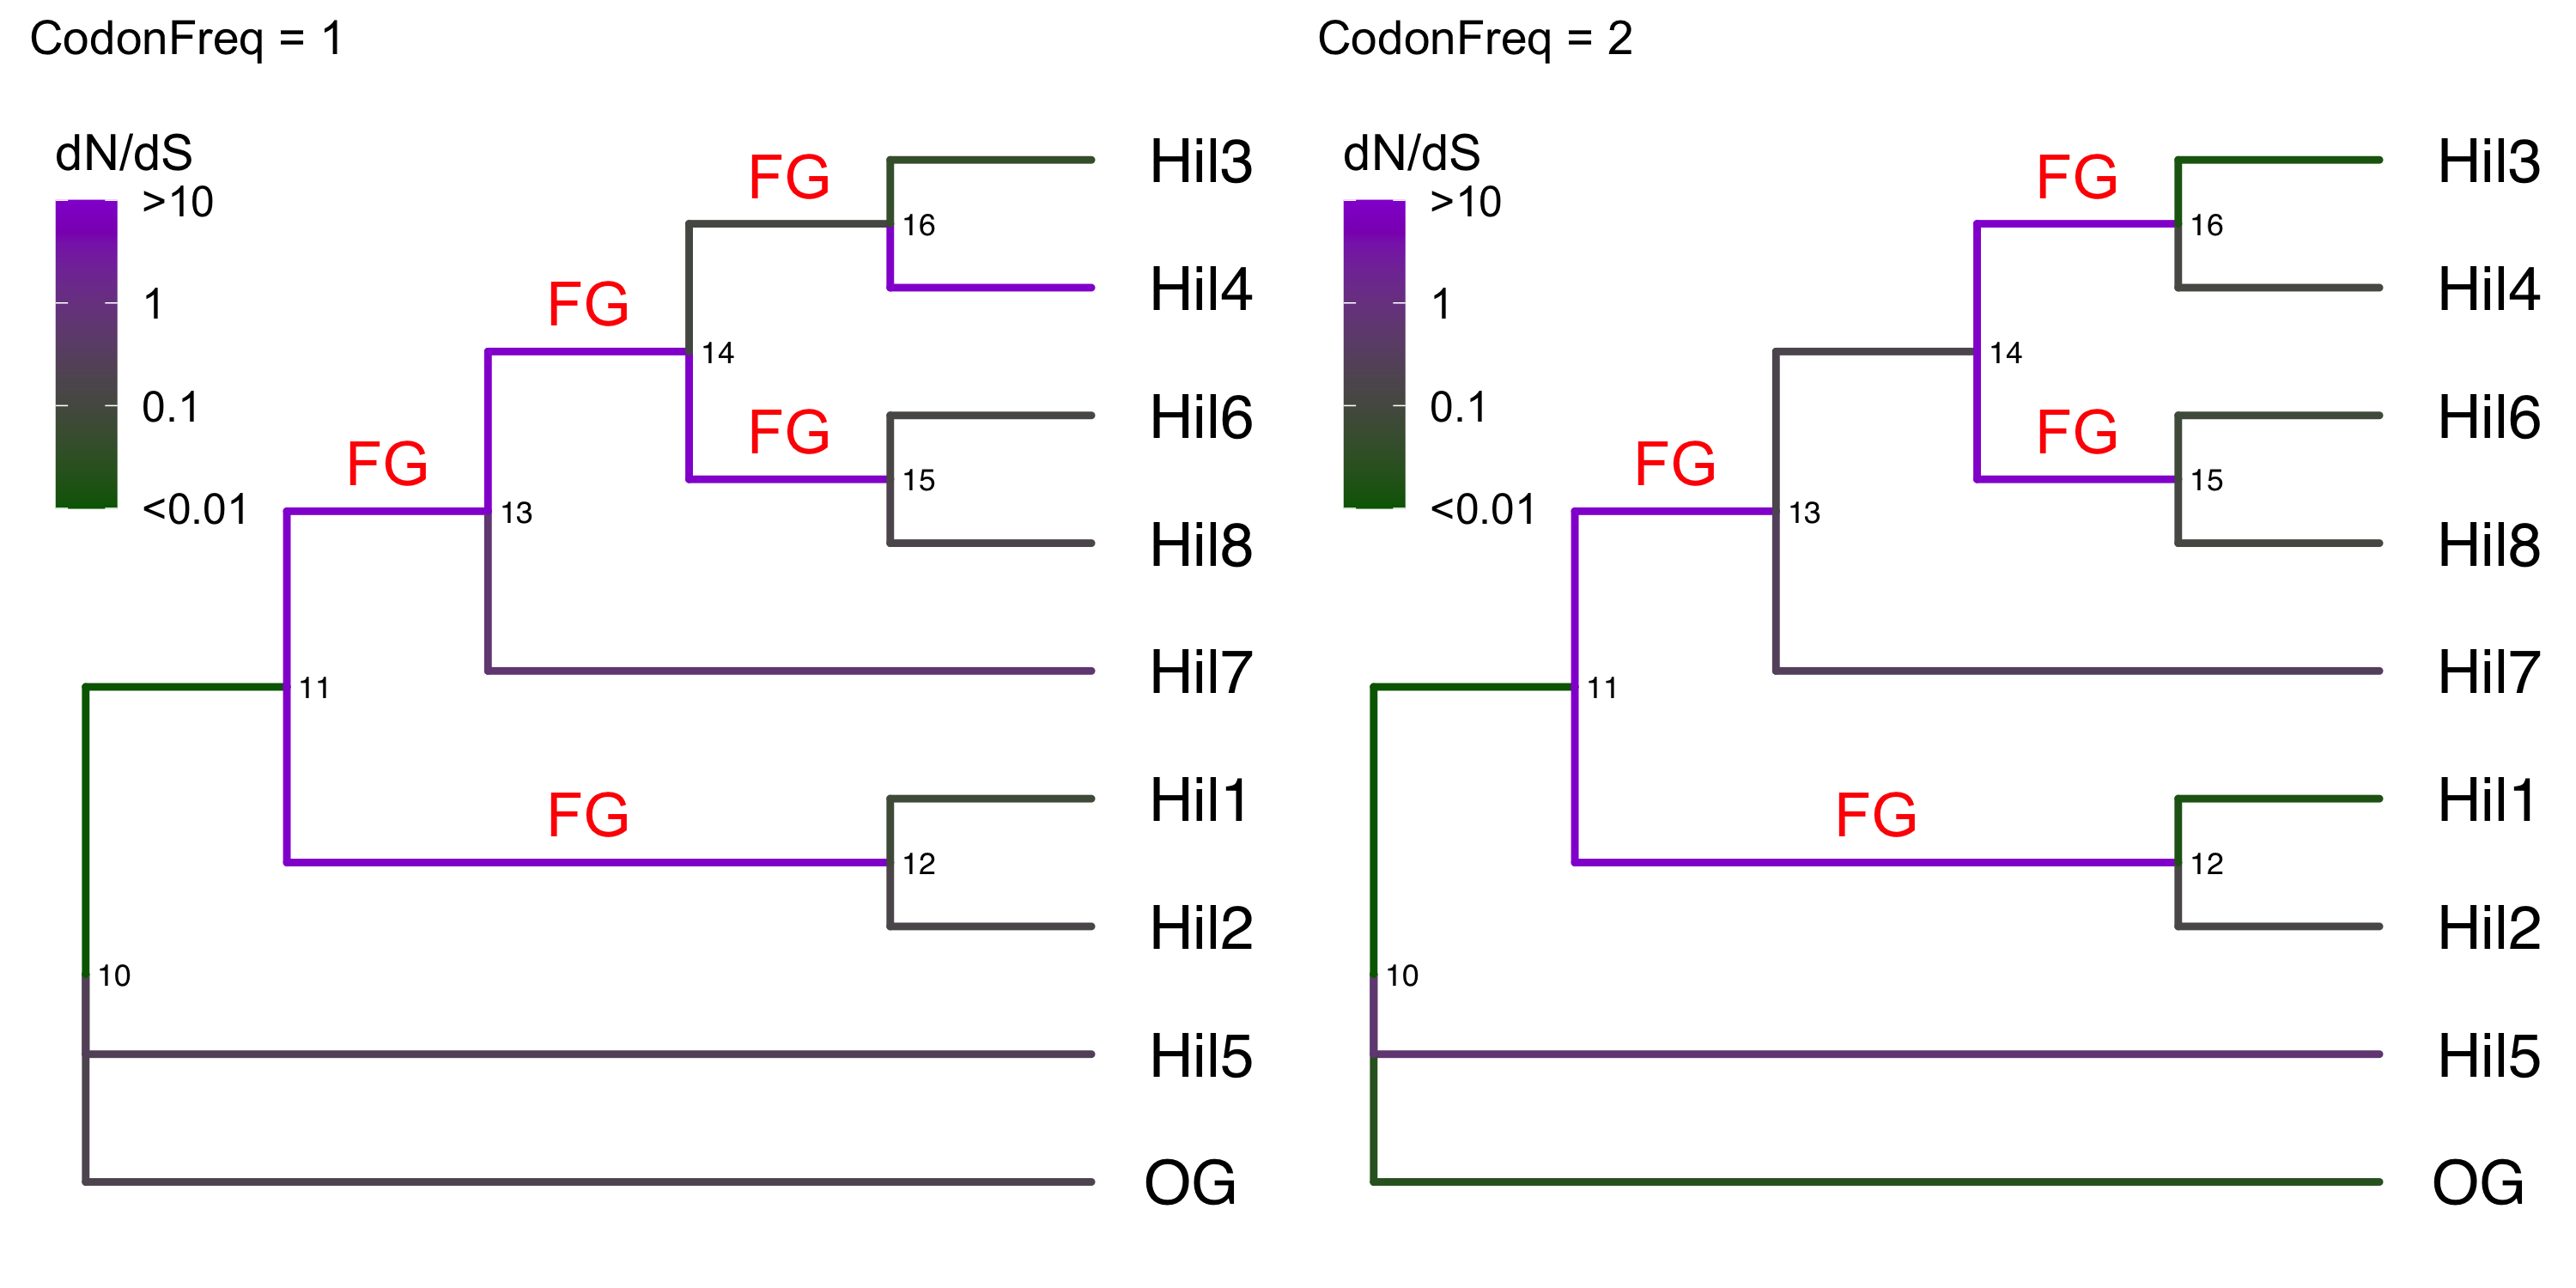 CodonFreq = 1
dN/dS
>10
1
0.1
<0.01
FG
FG
FG
FG
FG
16
14
15
13
11
12
10
Hil3
Hil4
Hil6
Hil8
Hil7
Hil1
Hil2
Hil5
OG
CodonFreq = 2
dN/dS
>10
1
0.1
<0.01
FG
FG
FG
FG
16
14
15
13
11
12
10
Hil3
Hil4
Hil6
Hil8
Hil7
Hil1
Hil2
Hil5
OG